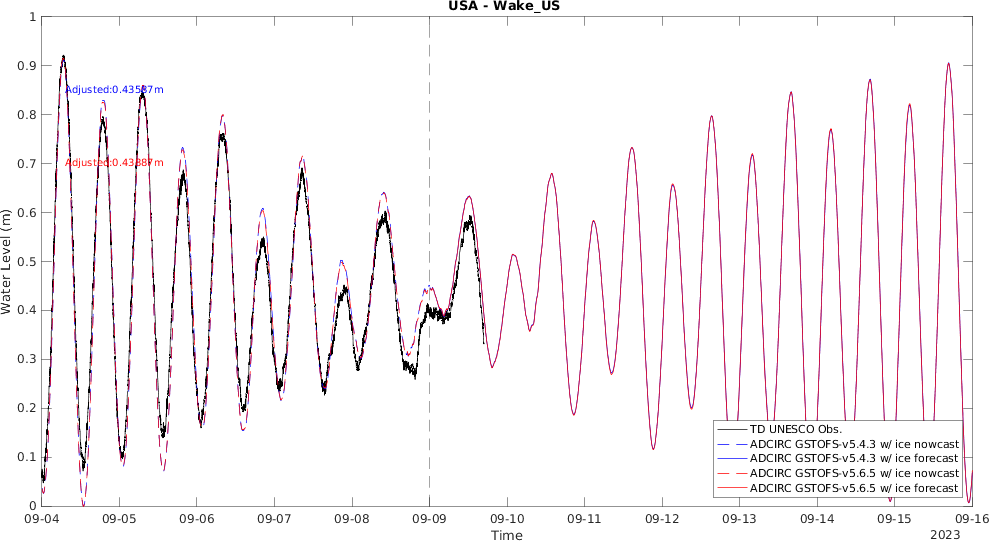 USA - Wake_US
1
0.9
0.8
0.7
0.6
0.5
0.4
0.3
0.2
0.1
0
Water Level (m)
Adjusted:0.43587m
Adjusted:0.43887m
TD UNESCO Obs.
ADCIRC GSTOFS-v5.4.3 w/ ice nowcast
ADCIRC GSTOFS-v5.4.3 w/ ice forecast
ADCIRC GSTOFS-v5.6.5 w/ ice nowcast
ADCIRC GSTOFS-v5.6.5 w/ ice forecast
09-04 09-05 09-06 09-07 09-08 09-09 09-10 09-11 09-12 09-13 09-14 09-15 09-16
Time
2023